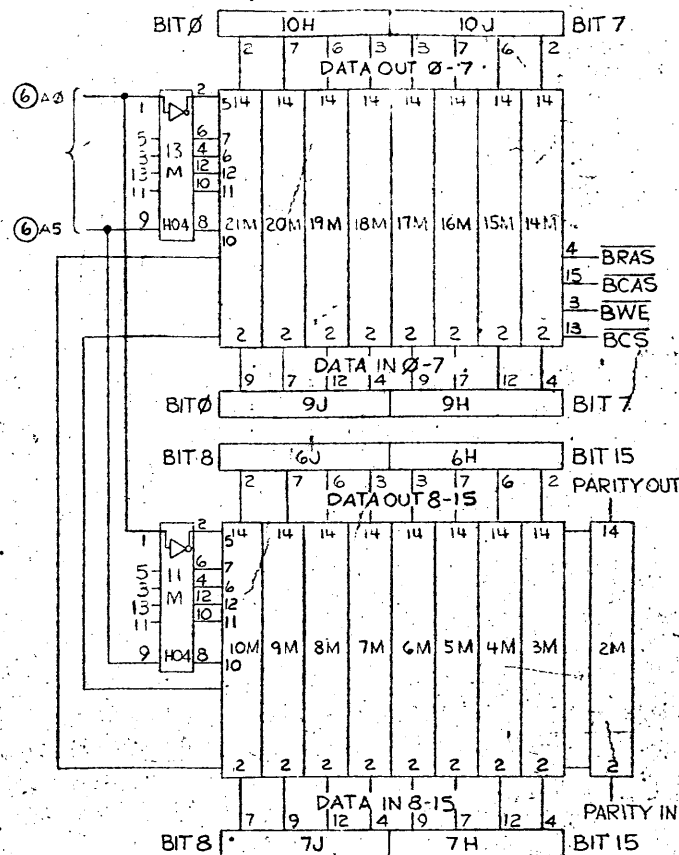 BITØ 10H 10J BIT 7
2 7 6 3 3 7 6 2
DATA OUT Ø-7
⑥ AØ 1 2 5 14 14 14 14 14 14 14 14
5 6 7
3 13 4 6
13 M 12 12
11 10 11
⑥ A5 9 H04 8 10 21M 20M 19M 18M 17M 16M 15M 14M
4 BRAS
15 BCAS
3 BWE
13 BCS
2 2 2 2 2 2 2 2
DATA IN Ø-7
9 7 12 4 9 7 12 4
BITØ 9J 9H BIT 7
BIT 8 6J 6H BIT 15
2 7 6 3 3 7 6 2
DATA OUT 8-15 PARITY OUT
1 2 5 14 14 14 14 14 14 14 14 14
5 6 7
3 11 4 6
13 M 12 12
11 10 11
9 H04 8 10 10M 9M 8M 7M 6M 5M 4M 3M 2M
2 2 2 2 2 2 2 2 2
DATA IN 8-15 PARITY IN
7 9 12 4 9 7 12 4
BIT 8 7J 7H BIT 15